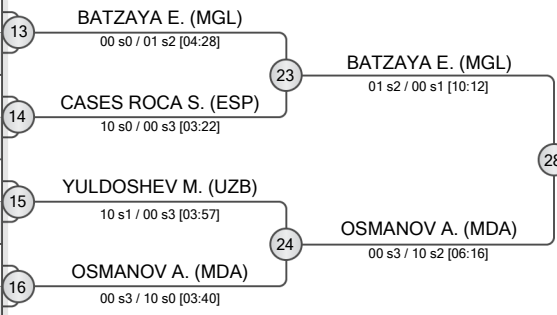 13
BATZAYA E. (MGL)
00 s0 / 01 s2 [04:28]
23
BATZAYA E. (MGL)
01 s2 / 00 s1 [10:12]
14
CASES ROCA S. (ESP)
10 s0 / 00 s3 [03:22]
28
15
YULDOSHEV M. (UZB)
10 s1 / 00 s3 [03:57]
24
OSMANOV A. (MDA)
00 s3 / 10 s2 [06:16]
16
OSMANOV A. (MDA)
00 s3 / 10 s0 [03:40]